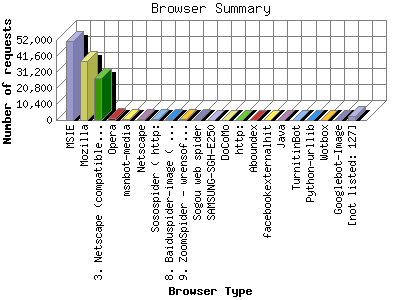 Browser Summary
Number of requests
52,000
41,600
31,200
20,800
10,400
0
MSIE
Mozilla
3. Netscape (compatible...
Opera
msnbot-media
Netscape
Sosospider ( http:
8. Baiduspider-image ( ...
9. ZoomSpider - wrensof...
Sogou web spider
SAMSUNG-SGH-E250
DoCoMo
http:
Aboundex
facebookexternalhit
Java
Turnitinbot
Python-urllib
Wotbox
Googlebot-Image
[not listed: 127]
Browser Type